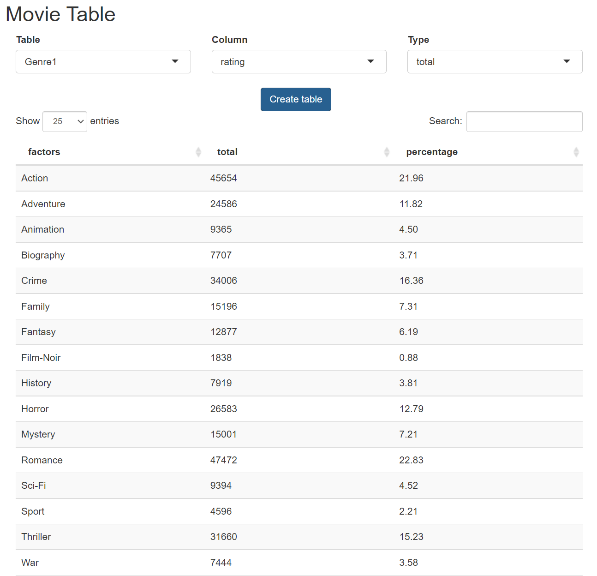 Movie Table
Table Column Type
Genre1 rating total
Create table
Show 25 entries Search:
factors total percentage
Action 45654 21.96
Adventure 24586 11.82
Animation 9365 4.50
Biography 7707 3.71
Crime 34006 16.36
Family 15196 7.31
Fantasy 12877 6.19
Film-Noir 1838 0.88
History 7919 3.81
Horror 26583 12.79
Mystery 15001 7.21
Romance 47472 22.83
Sci-Fi 9394 4.52
Sport 4596 2.21
Thriller 31660 15.23
War 7444 3.58